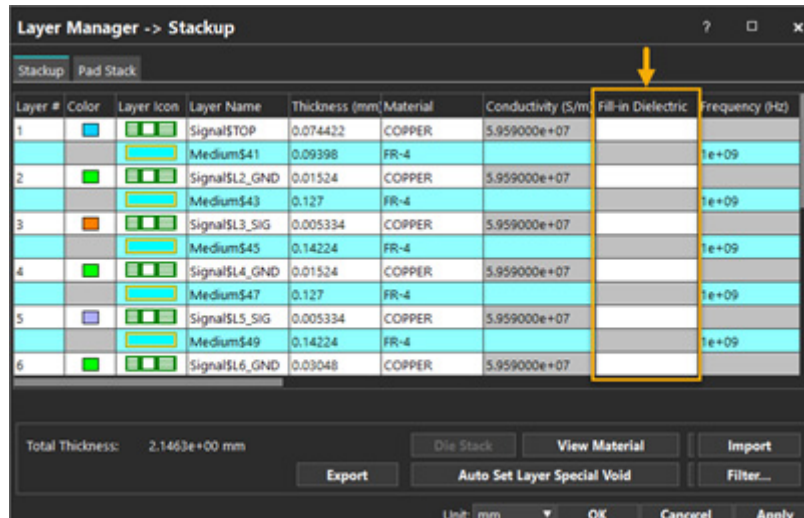 Layer Manager -> Stackup ? x
Stackup Pad Stack
Layer # Color Layer Icon Layer Name Thickness (mm) Material Conductivity (S/m) Fill-in Dielectric Frequency (Hz)
1 Signal$TOP 0.074422 COPPER 5.959000e+07
Medium$41 0.09398 FR-4 1e+09
2 Signal$L2_GND 0.01524 COPPER 5.959000e+07
Medium$43 0.127 FR-4 1e+09
3 Signal$L3_SIG 0.005334 COPPER 5.959000e+07
Medium$45 0.14224 FR-4 1e+09
4 Signal$L4_GND 0.01524 COPPER 5.959000e+07
Medium$47 0.127 FR-4 1e+09
5 Signal$L5_SIG 0.005334 COPPER 5.959000e+07
Medium$49 0.14224 FR-4 1e+09
6 Signal$L6_GND 0.03048 COPPER 5.959000e+07
Total Thickness: 2.1463e+00 mm Die Stack View Material Import
Export Auto Set Layer Special Void Filter...
Unit: mm OK Cancel Apply